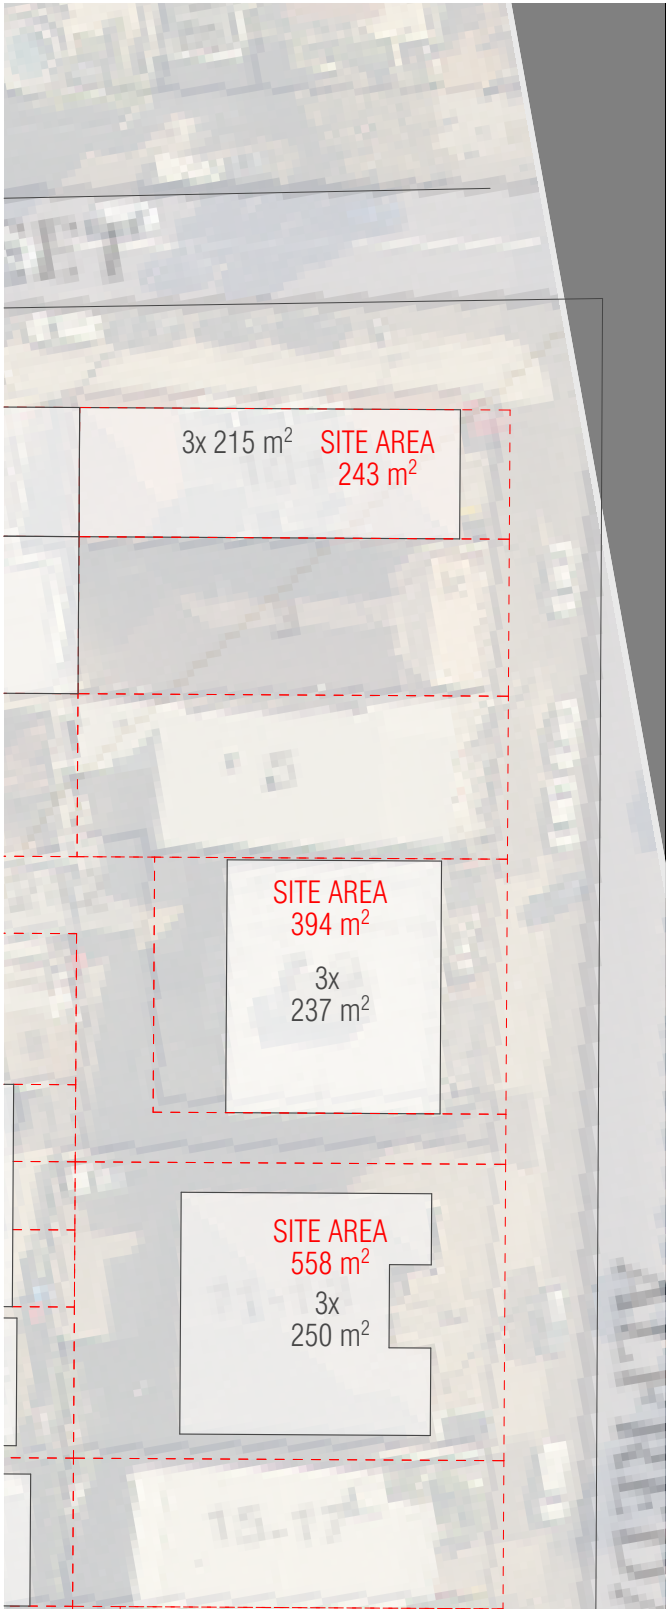 3x 215 m² SITE AREA
243 m²
SITE AREA
394 m²
3x
237 m²
SITE AREA
558 m²
3x
250 m²